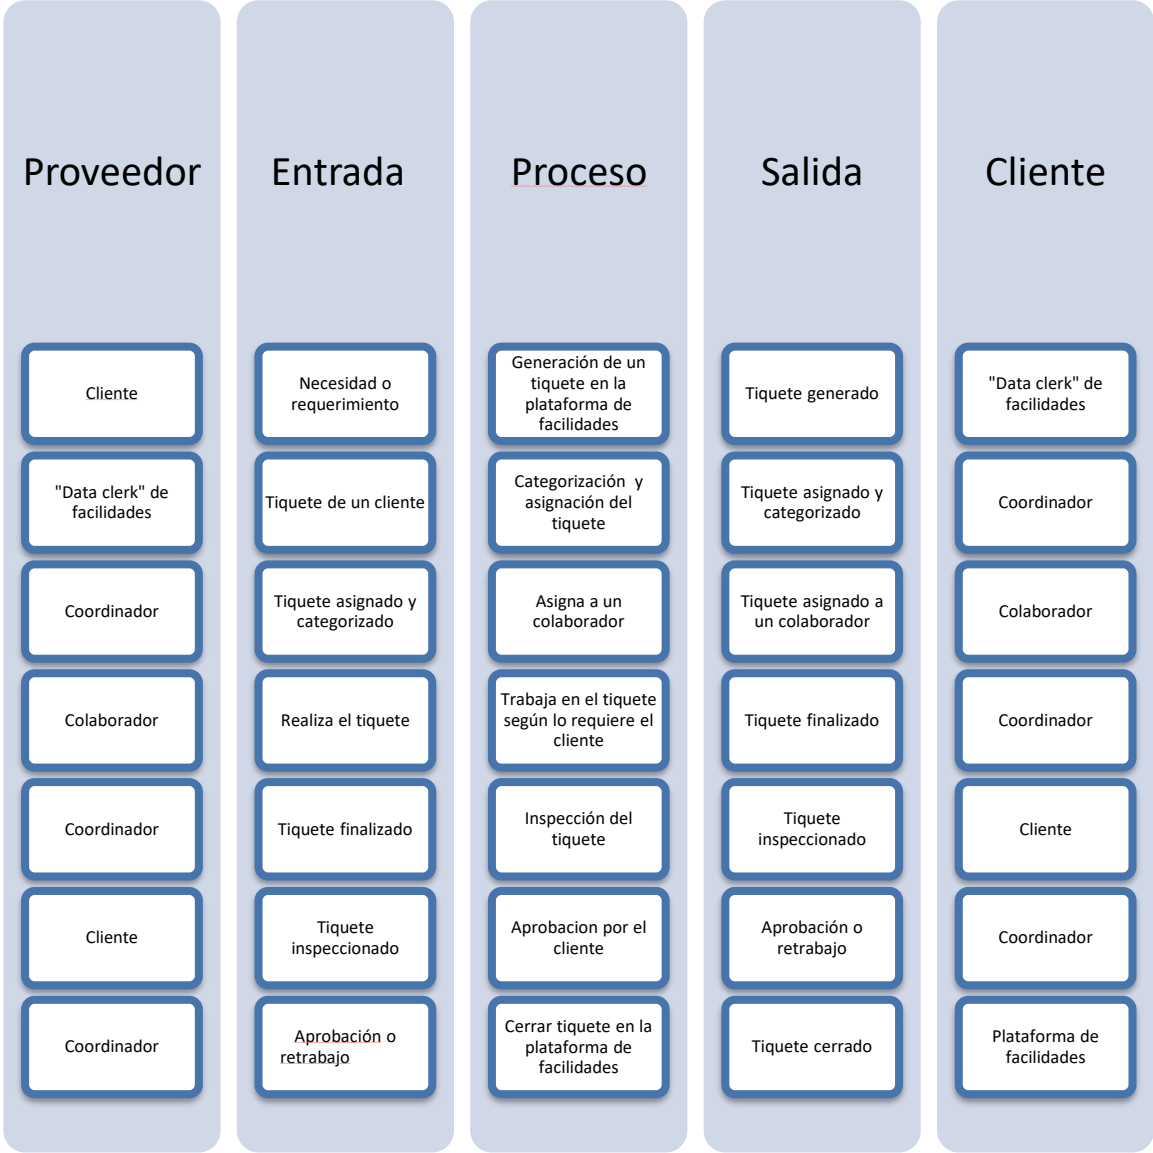 Proveedor
Entrada
Proceso
Salida
Cliente
Cliente
Necesidad o
requerimiento
Generación de un
tiquete en la
plataforma de
facilidades
Tiquete generado
"Data clerk" de
facilidades
"Data clerk" de
facilidades
Tiquete de un cliente
Categorización y
asignación del
tiquete
Tiquete asignado y
categorizado
Coordinador
Coordinador
Tiquete asignado y
categorizado
Asigna a un
colaborador
Tiquete asignado a
un colaborador
Colaborador
Colaborador
Realiza el tiquete
Trabaja en el tiquete
según lo requiere el
cliente
Tiquete finalizado
Coordinador
Coordinador
Tiquete finalizado
Inspección del
tiquete
Tiquete
inspeccionado
Cliente
Cliente
Tiquete
inspeccionado
Aprobacion por el
cliente
Aprobación o
retrabajo
Coordinador
Coordinador
Aprobación o
retrabajo
Cerrar tiquete en la
plataforma de
facilidades
Tiquete cerrado
Plataforma de
facilidades